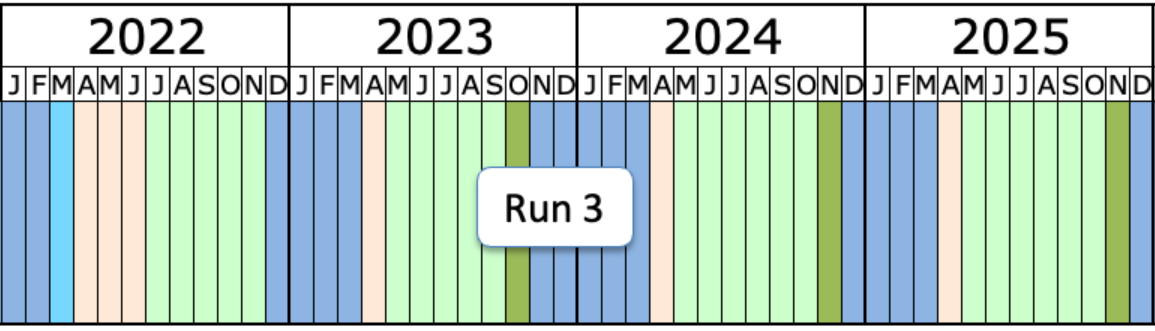 2022 2023 2024 2025
J F M A M J J A S O N D J F M A M J J A S O N D J F M A M J J A S O N D J F M A M J J A S O N D
Run 3